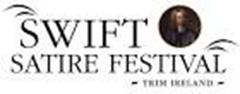 SWIFT
SATIRE FESTIVAL
- TRIM IRELAND -